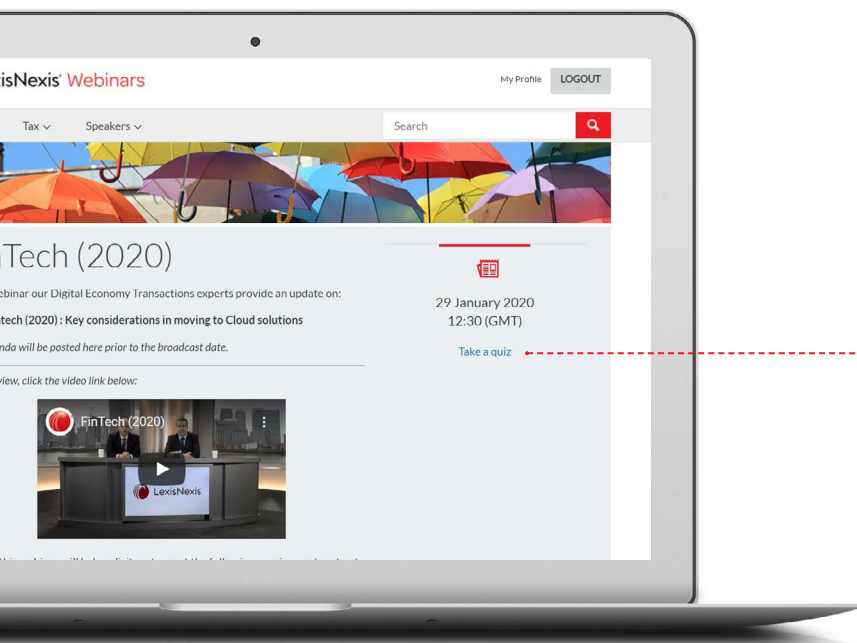 isNexis Webinars
My Profile
LOGOUT
Tax
Speakers
Search
Tech (2020)
ebinar our Digital Economy Transactions experts provide an update on:
tech (2020) : Key considerations in moving to Cloud solutions
nda will be posted here prior to the broadcast date.
view, click the video link below:
FinTech (2020)
LexisNexis
29 January 2020
12:30 (GMT)
Take a quiz